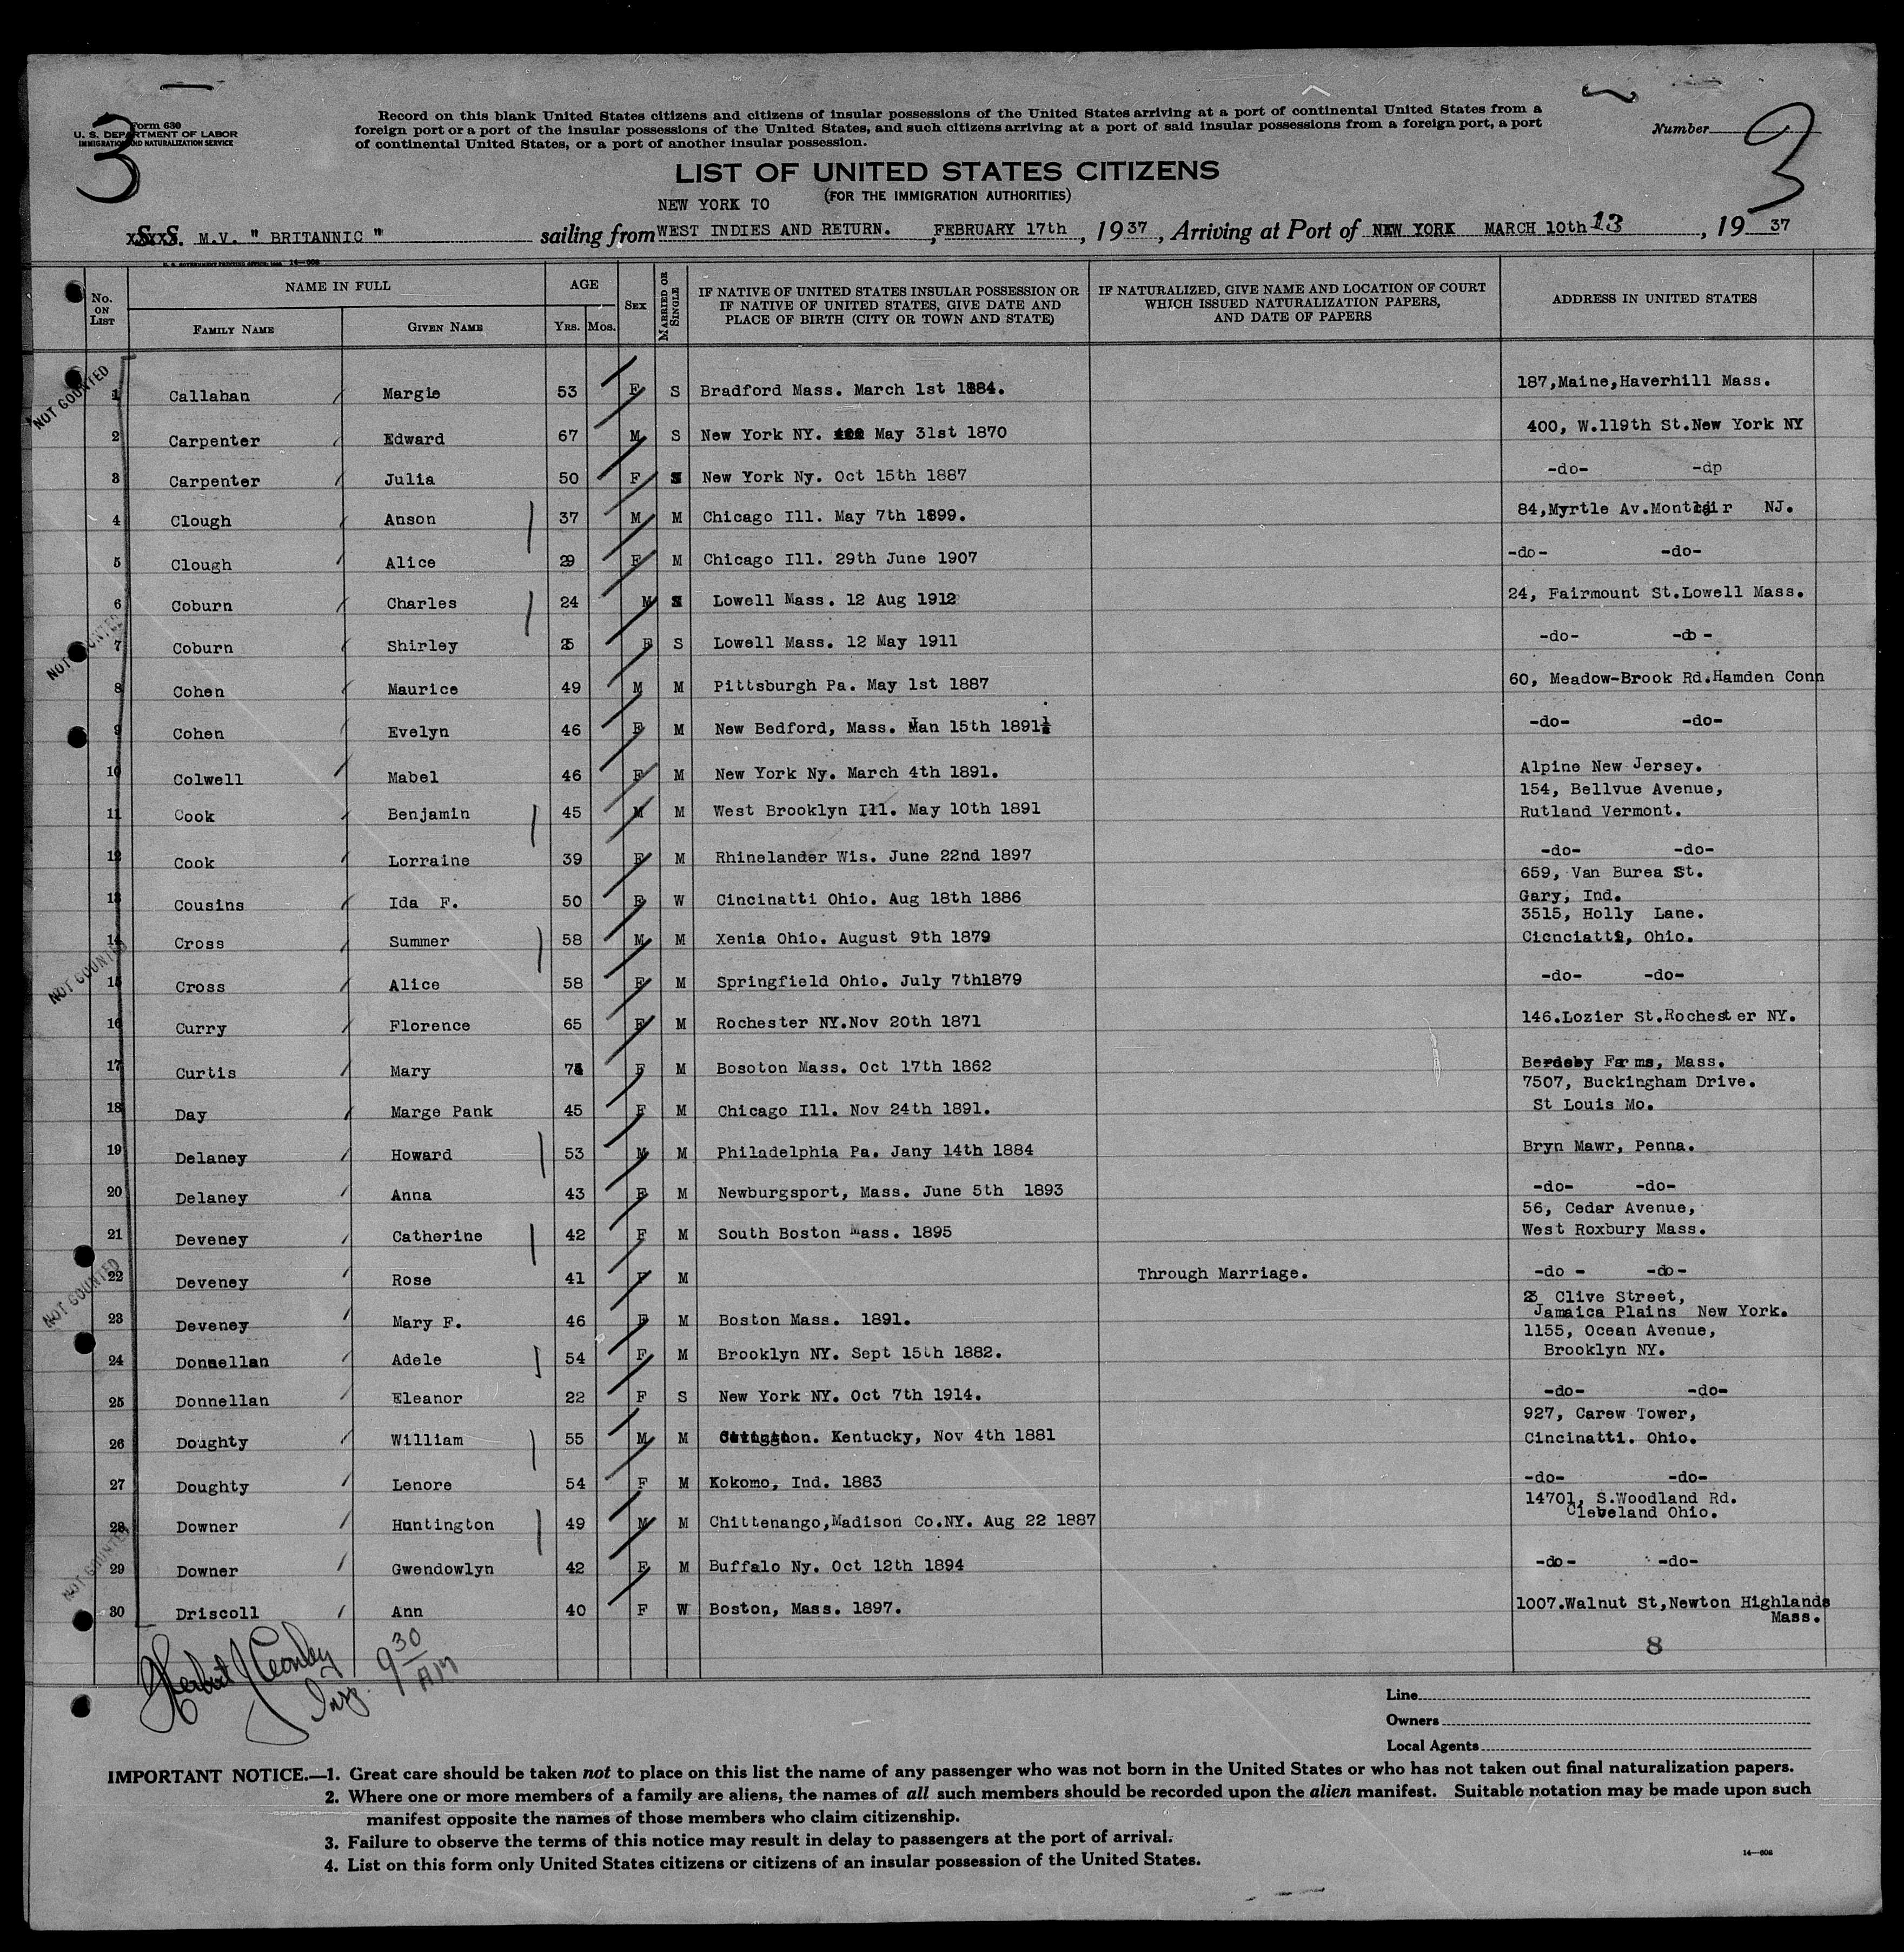 Form 630
U. S. DEPARTMENT OF LABOR
IMMIGRATION AND NATURALIZATION SERVICE
3
Record on this blank United States citizens and citizens of insular possessions of the United States arriving at a port of continental United States from a
foreign port or a port of the insular possessions of the United States, and such citizens arriving at a port of said insular possessions from a foreign port, a port
of continental United States, or a port of another insular possession.
Number 3
LIST OF UNITED STATES CITIZENS
(FOR THE IMMIGRATION AUTHORITIES)
NEW YORK TO
S.S. M.V. " BRITANNIC " sailing from WEST INDIES AND RETURN. , FEBRUARY 17th , 1937 , Arriving at Port of NEW YORK MARCH 10th 13 , 19 37
No. on List NAME IN FULL AGE Sex Married or Single IF NATIVE OF UNITED STATES INSULAR POSSESSION OR IF NATIVE OF UNITED STATES, GIVE DATE AND PLACE OF BIRTH (CITY OR TOWN AND STATE) IF NATURALIZED, GIVE NAME AND LOCATION OF COURT WHICH ISSUED NATURALIZATION PAPERS, AND DATE OF PAPERS ADDRESS IN UNITED STATES
Family Name Given Name Yrs. Mos.
NOT COUNTED
1 Callahan Margie 53 F S Bradford Mass. March 1st 1884. 187,Maine,Haverhill Mass.
2 Carpenter Edward 67 M S New York NY. May 31st 1870 400, W.119th St.New York NY
3 Carpenter Julia 50 F New York Ny. Oct 15th 1887 -do- -dp
4 Clough Anson 37 M M Chicago Ill. May 7th 1899. 84,Myrtle Av.Montclair NJ.
5 Clough Alice 29 F M Chicago Ill. 29th June 1907 -do- -do-
6 Coburn Charles 24 M Lowell Mass. 12 Aug 1912 24, Fairmount St.Lowell Mass.
NOT COUNTED
7 Coburn Shirley 25 F S Lowell Mass. 12 May 1911 -do- -do-
8 Cohen Maurice 49 M M Pittsburgh Pa. May 1st 1887 60, Meadow-Brook Rd.Hamden Conn
9 Cohen Evelyn 46 F M New Bedford, Mass. Jan 15th 1891 -do- -do-
10 Colwell Mabel 46 F M New York Ny. March 4th 1891. Alpine New Jersey.
154, Bellvue Avenue,
11 Cook Benjamin 45 M M West Brooklyn Ill. May 10th 1891 Rutland Vermont.
12 Cook Lorraine 39 F M Rhinelander Wis. June 22nd 1897 -do- -do-
659, Van Burea St.
13 Cousins Ida F. 50 F W Cincinatti Ohio. Aug 18th 1886 Gary, Ind.
3515, Holly Lane.
14 Cross Summer 58 M M Xenia Ohio. August 9th 1879 Cicnciatti, Ohio.
NOT COUNTED
15 Cross Alice 58 F M Springfield Ohio. July 7th1879 -do- -do-
16 Curry Florence 65 F M Rochester NY.Nov 20th 1871 146.Lozier St.Rochester NY.
17 Curtis Mary F M Bosoton Mass. Oct 17th 1862 Farms, Mass.
7507, Buckingham Drive.
18 Day Marge Pank 45 F M Chicago Ill. Nov 24th 1891. St Louis Mo.
19 Delaney Howard 53 M M Philadelphia Pa. Jany 14th 1884 Bryn Mawr, Penna.
20 Delaney Anna 43 F M Newburgsport, Mass. June 5th 1893 -do- -do-
56, Cedar Avenue,
21 Deveney Catherine 42 F M South Boston Mass. 1895 West Roxbury Mass.
NOT COUNTED
22 Deveney Rose 41 F M Through Marriage. -do - -do-
23 Clive Street,
23 Deveney Mary F. 46 F M Boston Mass. 1891. Jamaica Plains New York.
1155, Ocean Avenue,
24 Donnellan Adele 54 F M Brooklyn NY. Sept 15th 1882. Brooklyn NY.
25 Donnellan Eleanor 22 F S New York NY. Oct 7th 1914. -do- -do-
927, Carew Tower,
26 Doughty William 55 M M Kentucky, Nov 4th 1881 Cincinatti. Ohio.
27 Doughty Lenore 54 F M Kokomo, Ind. 1883 -do- -do-
14701, S.Woodland Rd.
28 Downer Huntington 49 M M Chittenango,Madison Co.NY. Aug 22 1887 Cleveland Ohio.
NOT COUNTED
29 Downer Gwendowlyn 42 F M Buffalo Ny. Oct 12th 1894 -do- -do-
30 Driscoll Ann 40 F W Boston, Mass. 1897. 1007.Walnut St,Newton Highlands
Mass.
8
Herbert J
9 30 AM
Line
Owners
Local Agents
IMPORTANT NOTICE.—1. Great care should be taken not to place on this list the name of any passenger who was not born in the United States or who has not taken out final naturalization papers.
2. Where one or more members of a family are aliens, the names of all such members should be recorded upon the alien manifest. Suitable notation may be made upon such
manifest opposite the names of those members who claim citizenship.
3. Failure to observe the terms of this notice may result in delay to passengers at the port of arrival.
4. List on this form only United States citizens or citizens of an insular possession of the United States.
14—608